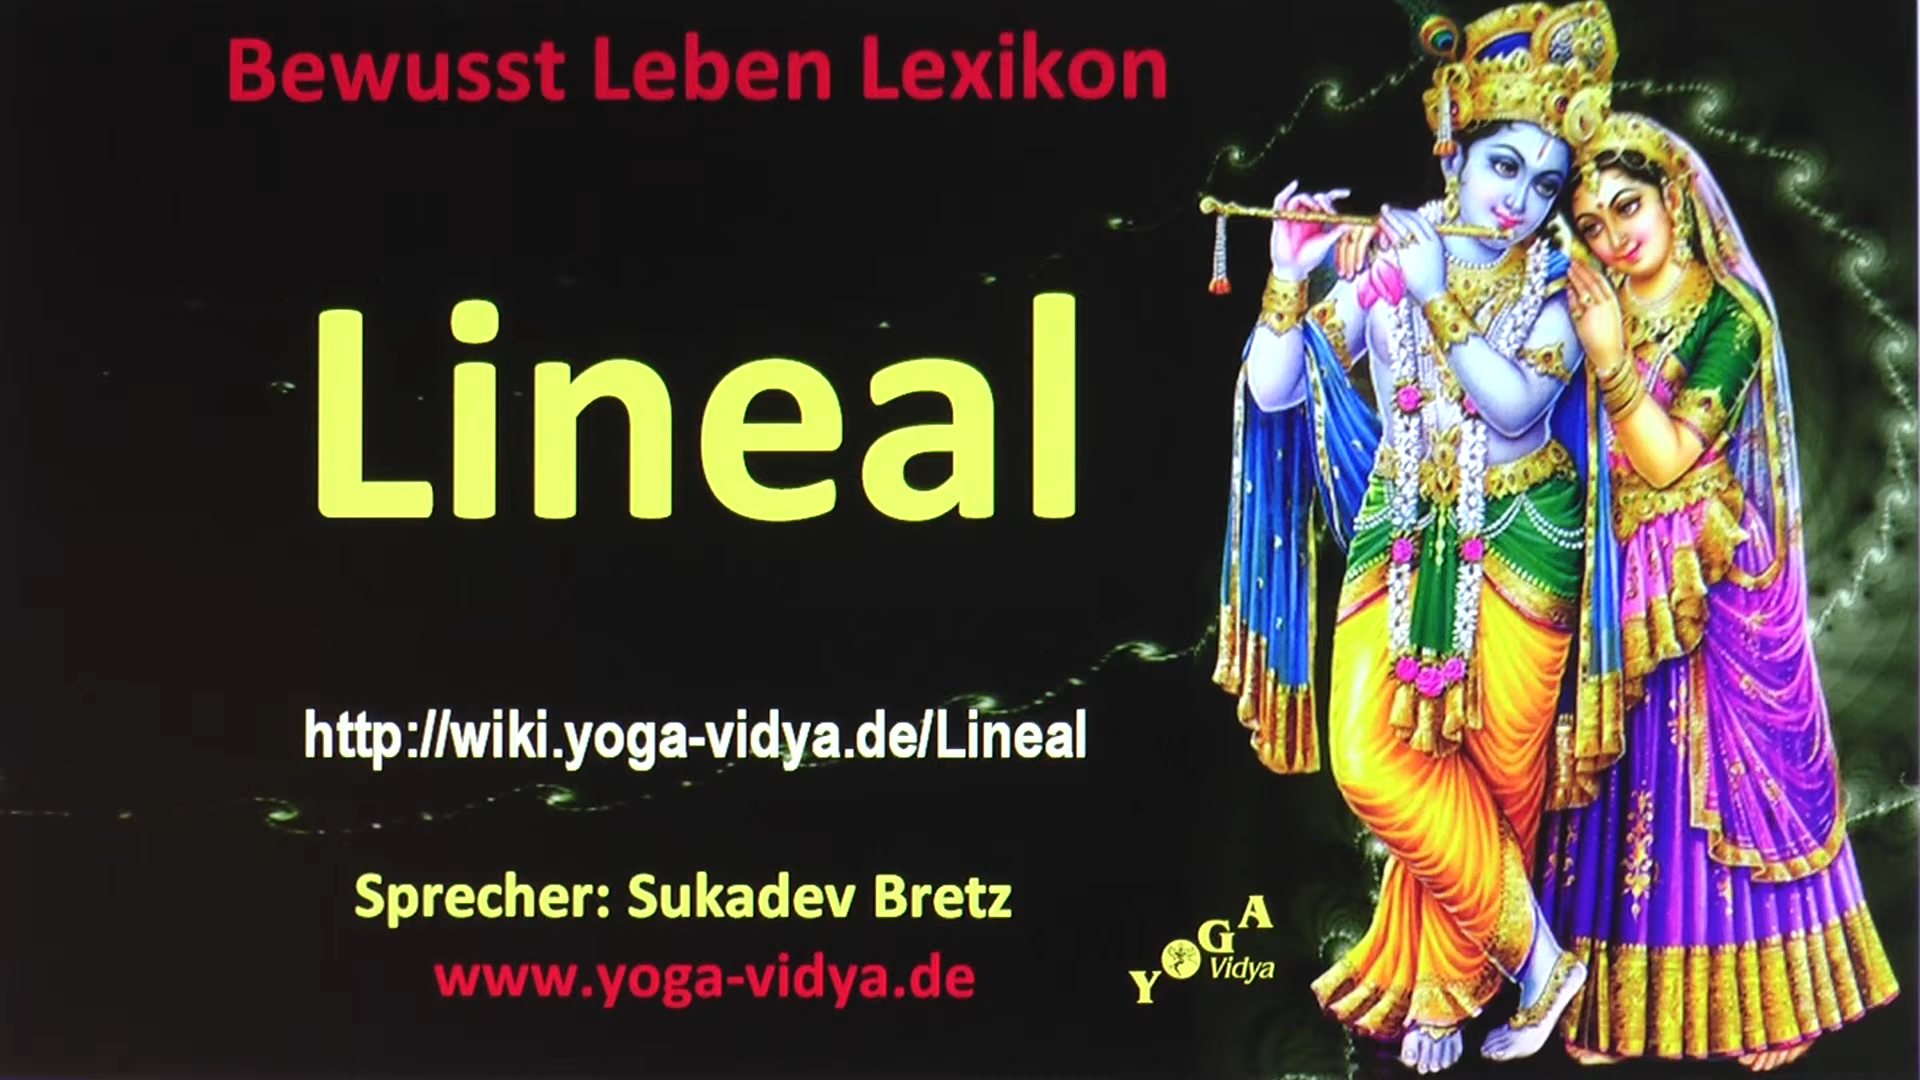 Bewusst Leben Lexikon
Lineal
http://wiki.yoga-vidya.de/Lineal
Sprecher: Sukadev Bretz
www.yoga-vidya.de
YOGA
Vidya